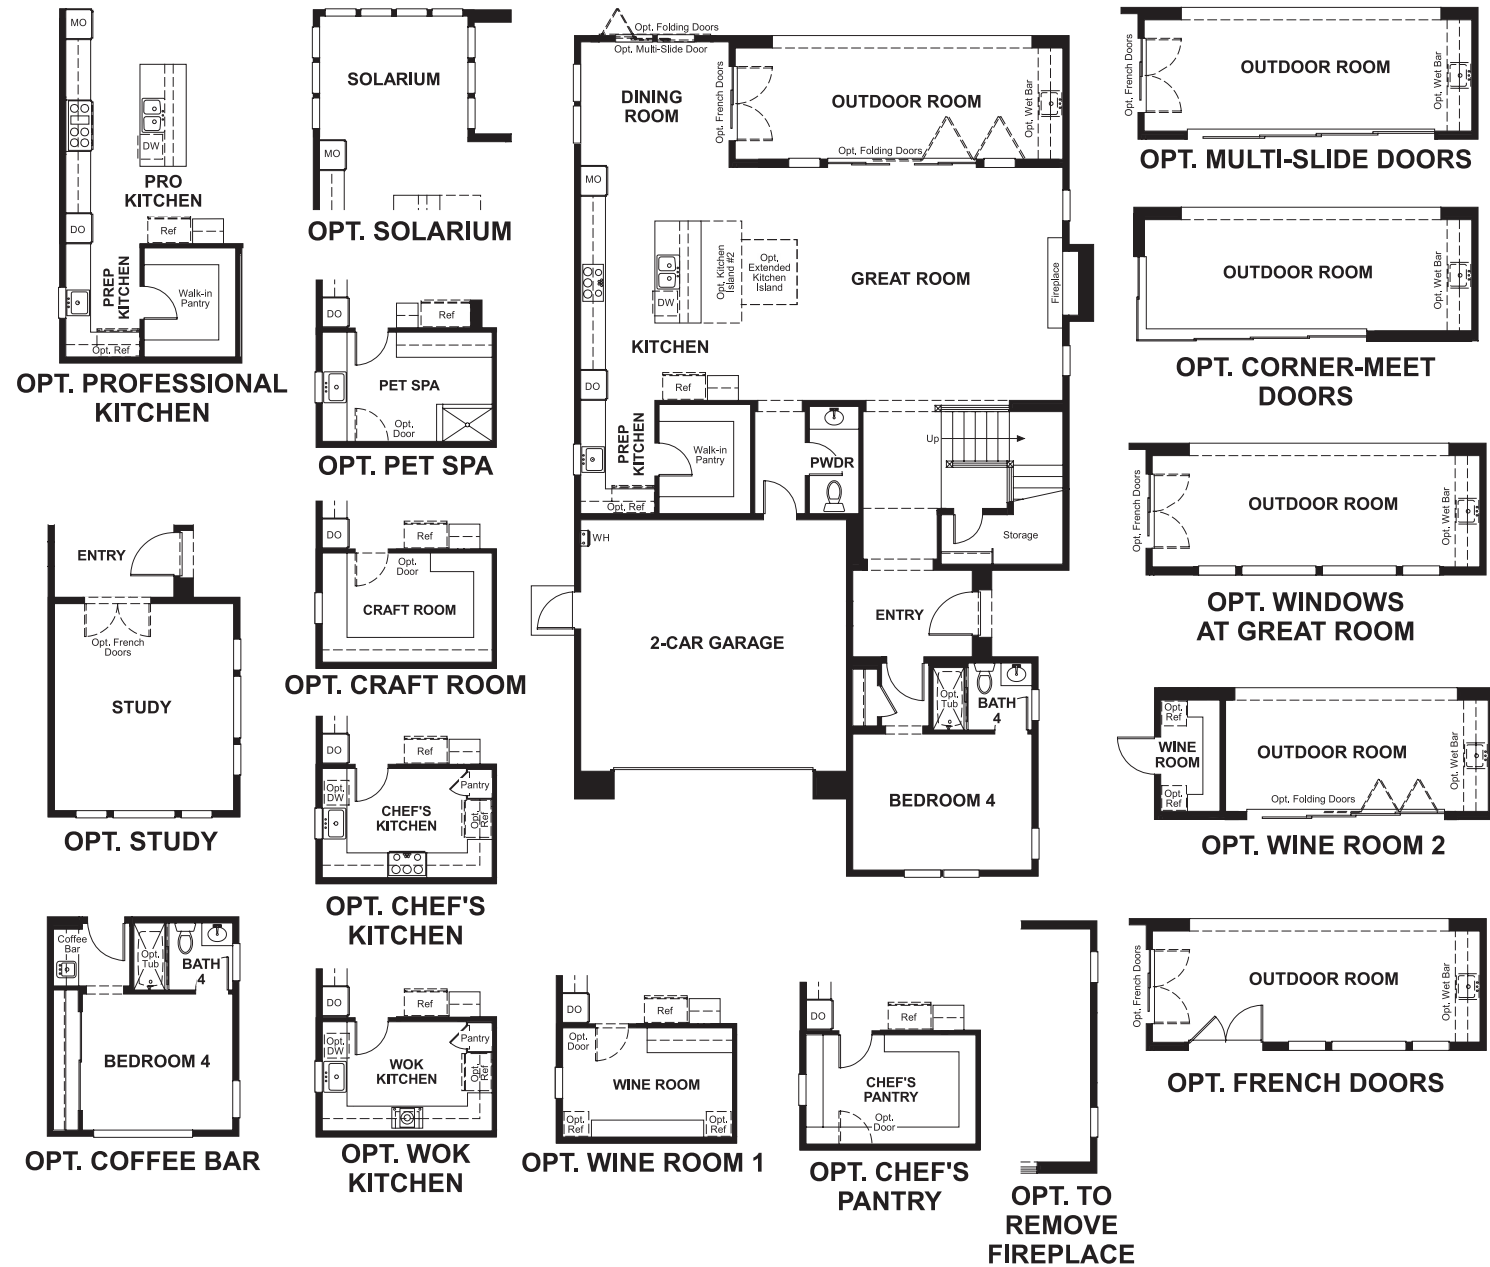 MO
DW
PRO
KITCHEN
DO
Ref
PREP
KITCHEN
Walk-in
Pantry
Opt. Ref
OPT. PROFESSIONAL
KITCHEN
SOLARIUM
MO
OPT. SOLARIUM
DO
Ref
PET SPA
Opt.
Door
OPT. PET SPA
ENTRY
Opt. French
Doors
STUDY
OPT. STUDY
DO
Ref
Opt.
Door
CRAFT ROOM
OPT. CRAFT ROOM
DO
Ref
Opt.
DW
Pantry
CHEF'S
KITCHEN
Opt.
Ref
OPT. CHEF'S
KITCHEN
Coffee
Bar
Opt.
Tub
BATH
4
BEDROOM 4
OPT. COFFEE BAR
DO
Ref
Opt.
DW
Pantry
WOK
KITCHEN
Opt.
Ref
OPT. WOK
KITCHEN
Opt. Folding Doors
Opt. Multi-Slide Door
DINING
ROOM
Opt. French Doors
OUTDOOR ROOM
Opt. Wet Bar
Opt. Folding Doors
MO
DW
Opt. Kitchen
Island #2
Opt.
Extended
Kitchen
Island
GREAT ROOM
Fireplace
KITCHEN
DO
Ref
PREP
KITCHEN
Walk-in
Pantry
Opt. Ref
PWDR
Up
Storage
WH
2-CAR GARAGE
ENTRY
Opt.
Tub
BATH
4
BEDROOM 4
DO
Ref
Opt.
Door
WINE ROOM
Opt.
Ref
Opt.
Ref
OPT. WINE ROOM 1
DO
Ref
CHEF'S
PANTRY
Opt.
Door
OPT. CHEF'S
PANTRY
OPT. TO
REMOVE
FIREPLACE
Opt. French Doors
OUTDOOR ROOM
Opt. Wet Bar
OPT. MULTI-SLIDE DOORS
OUTDOOR ROOM
Opt. Wet Bar
OPT. CORNER-MEET
DOORS
Opt. French Doors
OUTDOOR ROOM
Opt. Wet Bar
OPT. WINDOWS
AT GREAT ROOM
Opt.
Ref
WINE
ROOM
Opt.
Ref
OUTDOOR ROOM
Opt. Wet Bar
Opt. Folding Doors
OPT. WINE ROOM 2
Opt. French Doors
OUTDOOR ROOM
Opt. Wet Bar
OPT. FRENCH DOORS